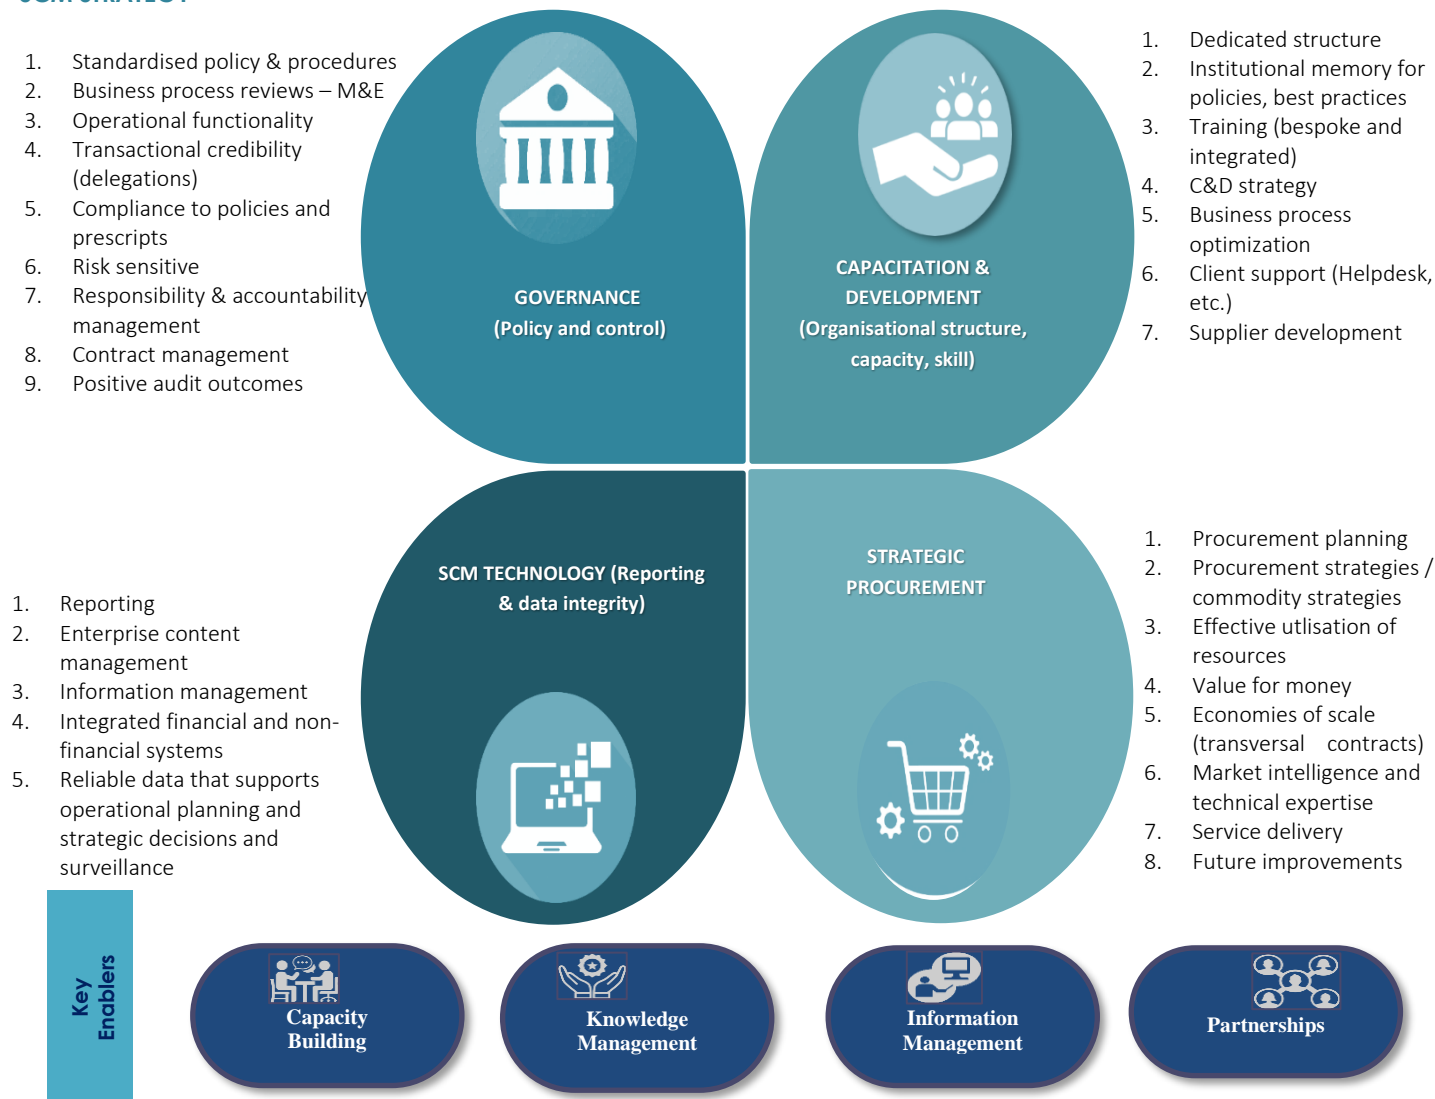 SCM STRATEGY
1. Standardised policy & procedures
2. Business process reviews – M&E
3. Operational functionality
4. Transactional credibility
(delegations)
5. Compliance to policies and
prescripts
6. Risk sensitive
7. Responsibility & accountability
management
8. Contract management
9. Positive audit outcomes
GOVERNANCE
(Policy and control)
CAPACITATION &
DEVELOPMENT
(Organisational structure,
capacity, skill)
1. Dedicated structure
2. Institutional memory for
policies, best practices
3. Training (bespoke and
integrated)
4. C&D strategy
5. Business process
optimization
6. Client support (Helpdesk,
etc.)
7. Supplier development
1. Reporting
2. Enterprise content
management
3. Information management
4. Integrated financial and non-
financial systems
5. Reliable data that supports
operational planning and
strategic decisions and
surveillance
SCM TECHNOLOGY (Reporting
& data integrity)
STRATEGIC
PROCUREMENT
1. Procurement planning
2. Procurement strategies /
commodity strategies
3. Effective utlisation of
resources
4. Value for money
5. Economies of scale
(transversal contracts)
6. Market intelligence and
technical expertise
7. Service delivery
8. Future improvements
Key
Enablers
Capacity
Building
Knowledge
Management
Information
Management
Partnerships